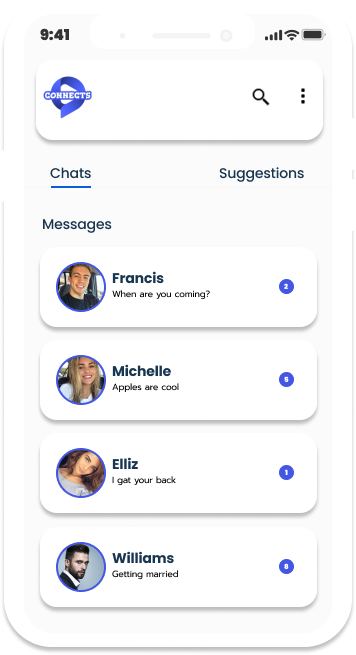 9:41
CONNECTS
Chats Suggestions
Messages
Francis
When are you coming?
2
Michelle
Apples are cool
5
Elliz
I gat your back
1
Williams
Getting married
8